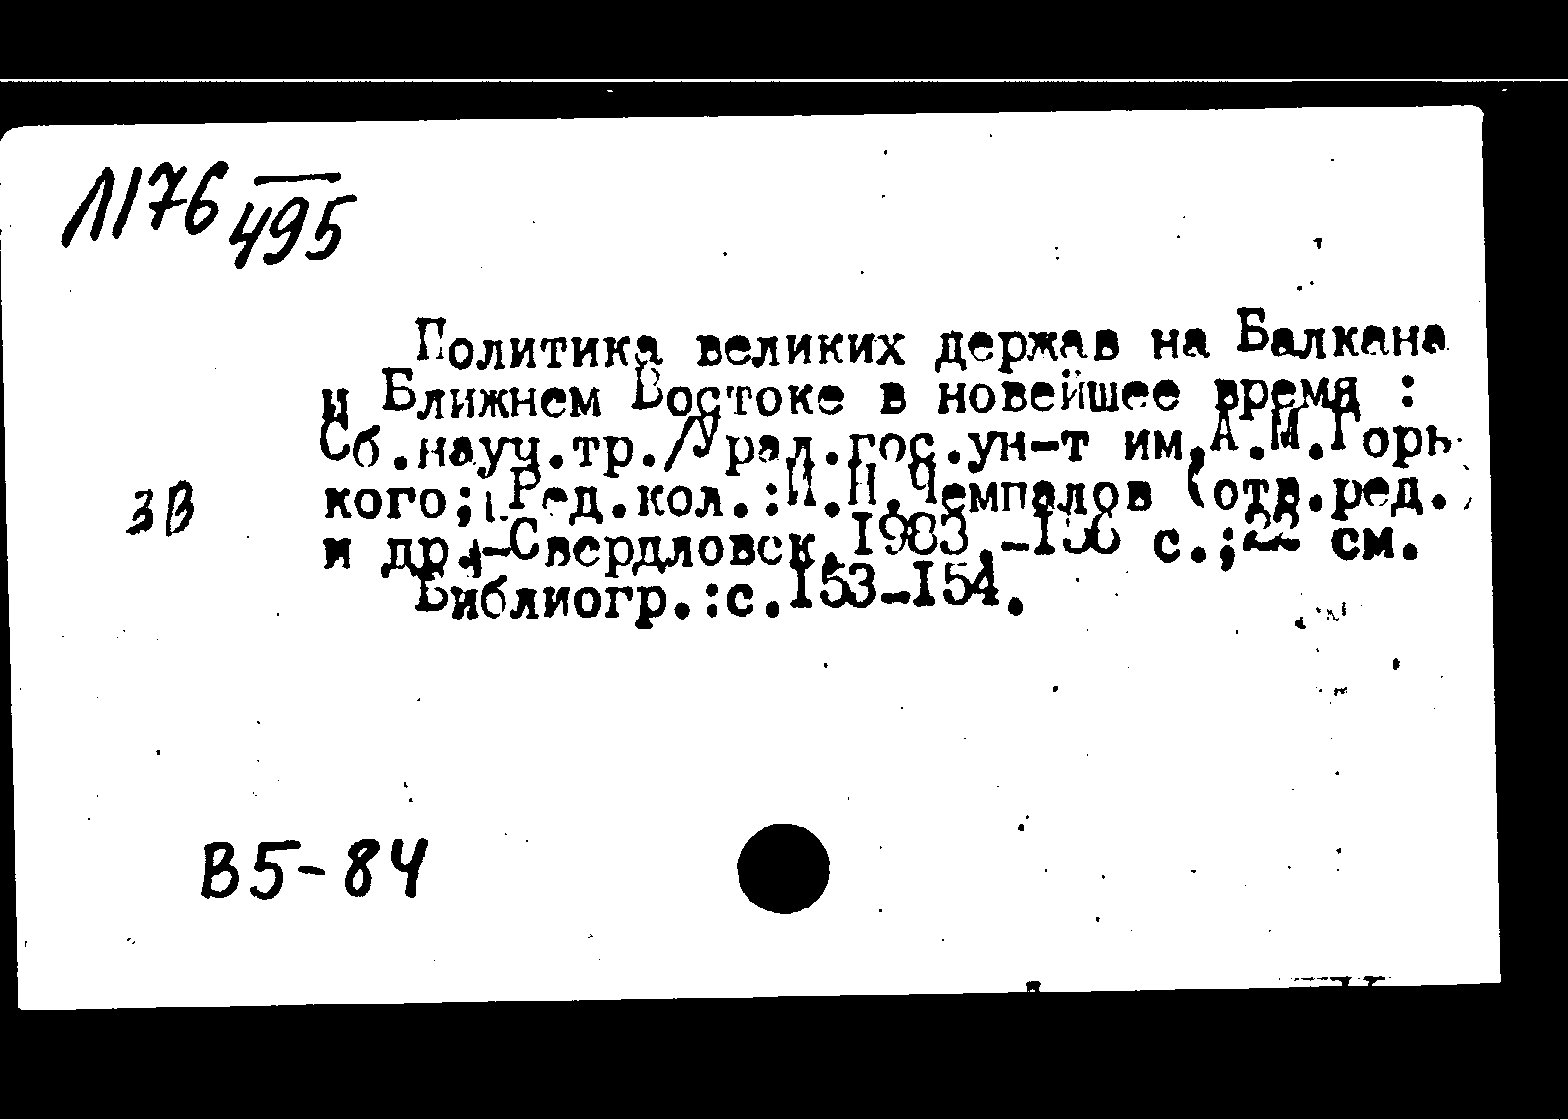 Л176
495
Политика великих держав на Балкана
и Ближнем Востоке в новейшее время :
Сб.науч.тр./Урал.гос.ун-т им.А.М.Горь
кого; Ред.кол.:И.Н.Чемпалов (отв.ред.)
и др.-Свердловск,1983.-156 с.;22 см.
Библиогр.:с.153-154.
3В
В5-84